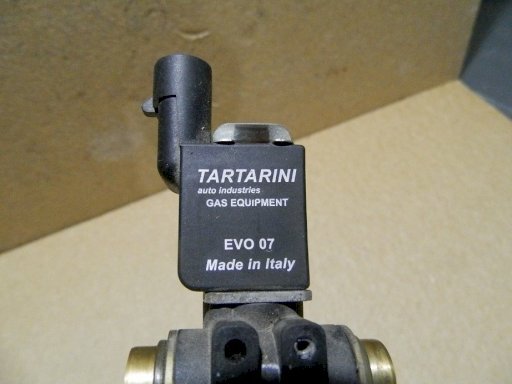 TARTARINI
auto industries
GAS EQUIPMENT
EVO 07
Made in Italy